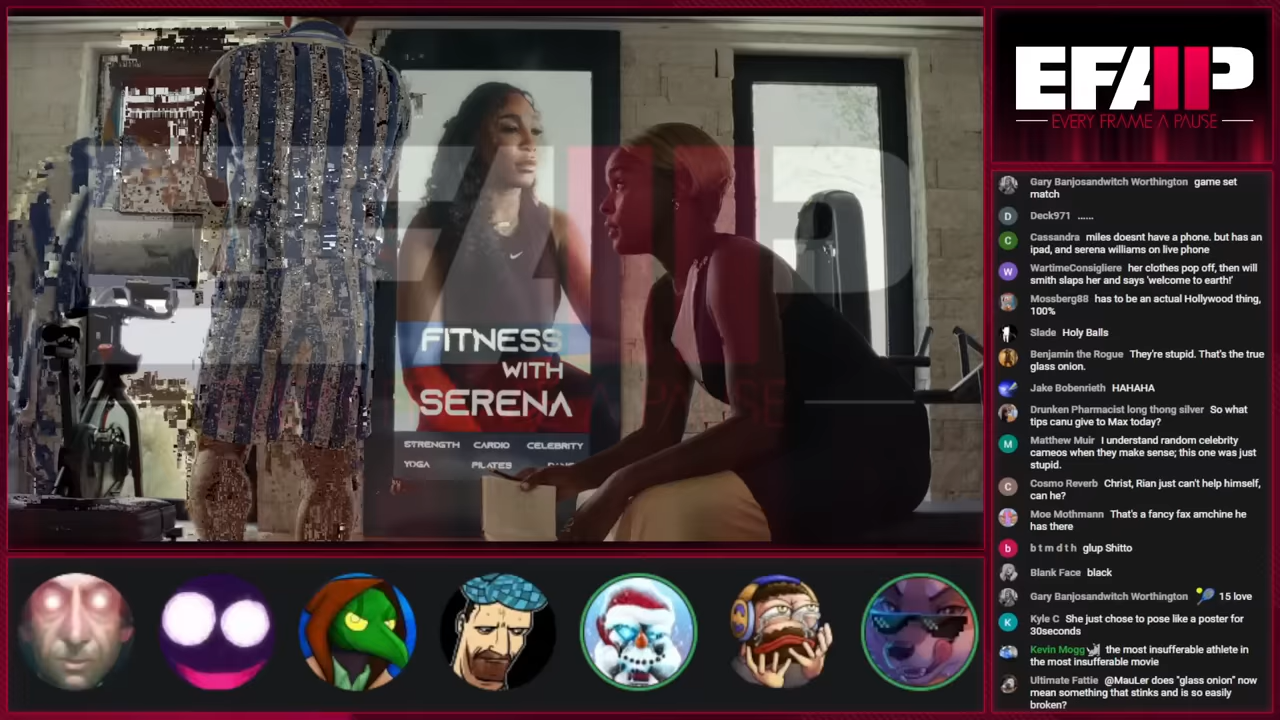 FITNESS
WITH
SERENA
STRENGTH CARDIO CELEBRITY
YOGA PILATES
EFAP
EVERY FRAME A PAUSE
Gary Banjosandwitch Worthington game set
match
Deck971 ......
Cassandra miles doesnt have a phone. but has an
ipad, and serena williams on live phone
WartimeConsigliere her clothes pop off, then will
smith slaps her and says 'welcome to earth!'
Mossberg88 has to be an actual Hollywood thing,
100%
Slade Holy Balls
Benjamin the Rogue They're stupid. That's the true
glass onion.
Jake Bobenrieth HAHAHA
Drunken Pharmacist long thong silver So what
tips canu give to Max today?
Matthew Muir I understand random celebrity
cameos when they make sense; this one was just
stupid.
Cosmo Reverb Christ, Rian just can't help himself,
can he?
Moe Mothmann That's a fancy fax amchine he
has there
b t m d t h glup Shitto
Blank Face black
Gary Banjosandwitch Worthington 🎾 15 love
Kyle C She just chose to pose like a poster for
30seconds
Kevin Mogg the most insufferable athlete in
the most insufferable movie
Ultimate Fattie @MauLer does "glass onion" now
mean something that stinks and is so easily
broken?